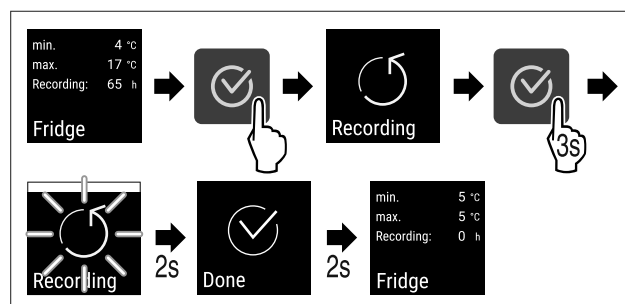 min. 4 °C
max. 17 °C
Recording: 65 h
Fridge
Recording
3s
Recording
2s
Done
2s
min. 5 °C
max. 5 °C
Recording: 0 h
Fridge